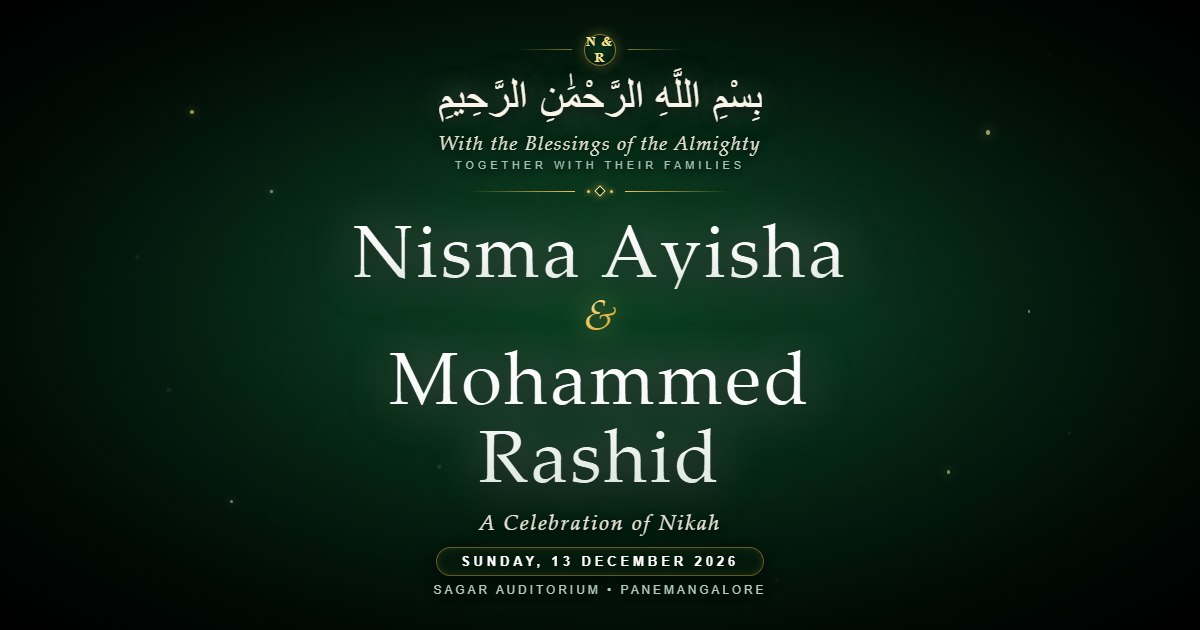 N &
R
بِسْمِ اللَّهِ الرَّحْمَٰنِ الرَّحِيمِ
With the Blessings of the Almighty
TOGETHER WITH THEIR FAMILIES
Nisma Ayisha
&
Mohammed
Rashid
A Celebration of Nikah
SUNDAY, 13 DECEMBER 2026
SAGAR AUDITORIUM • PANEMANGALORE